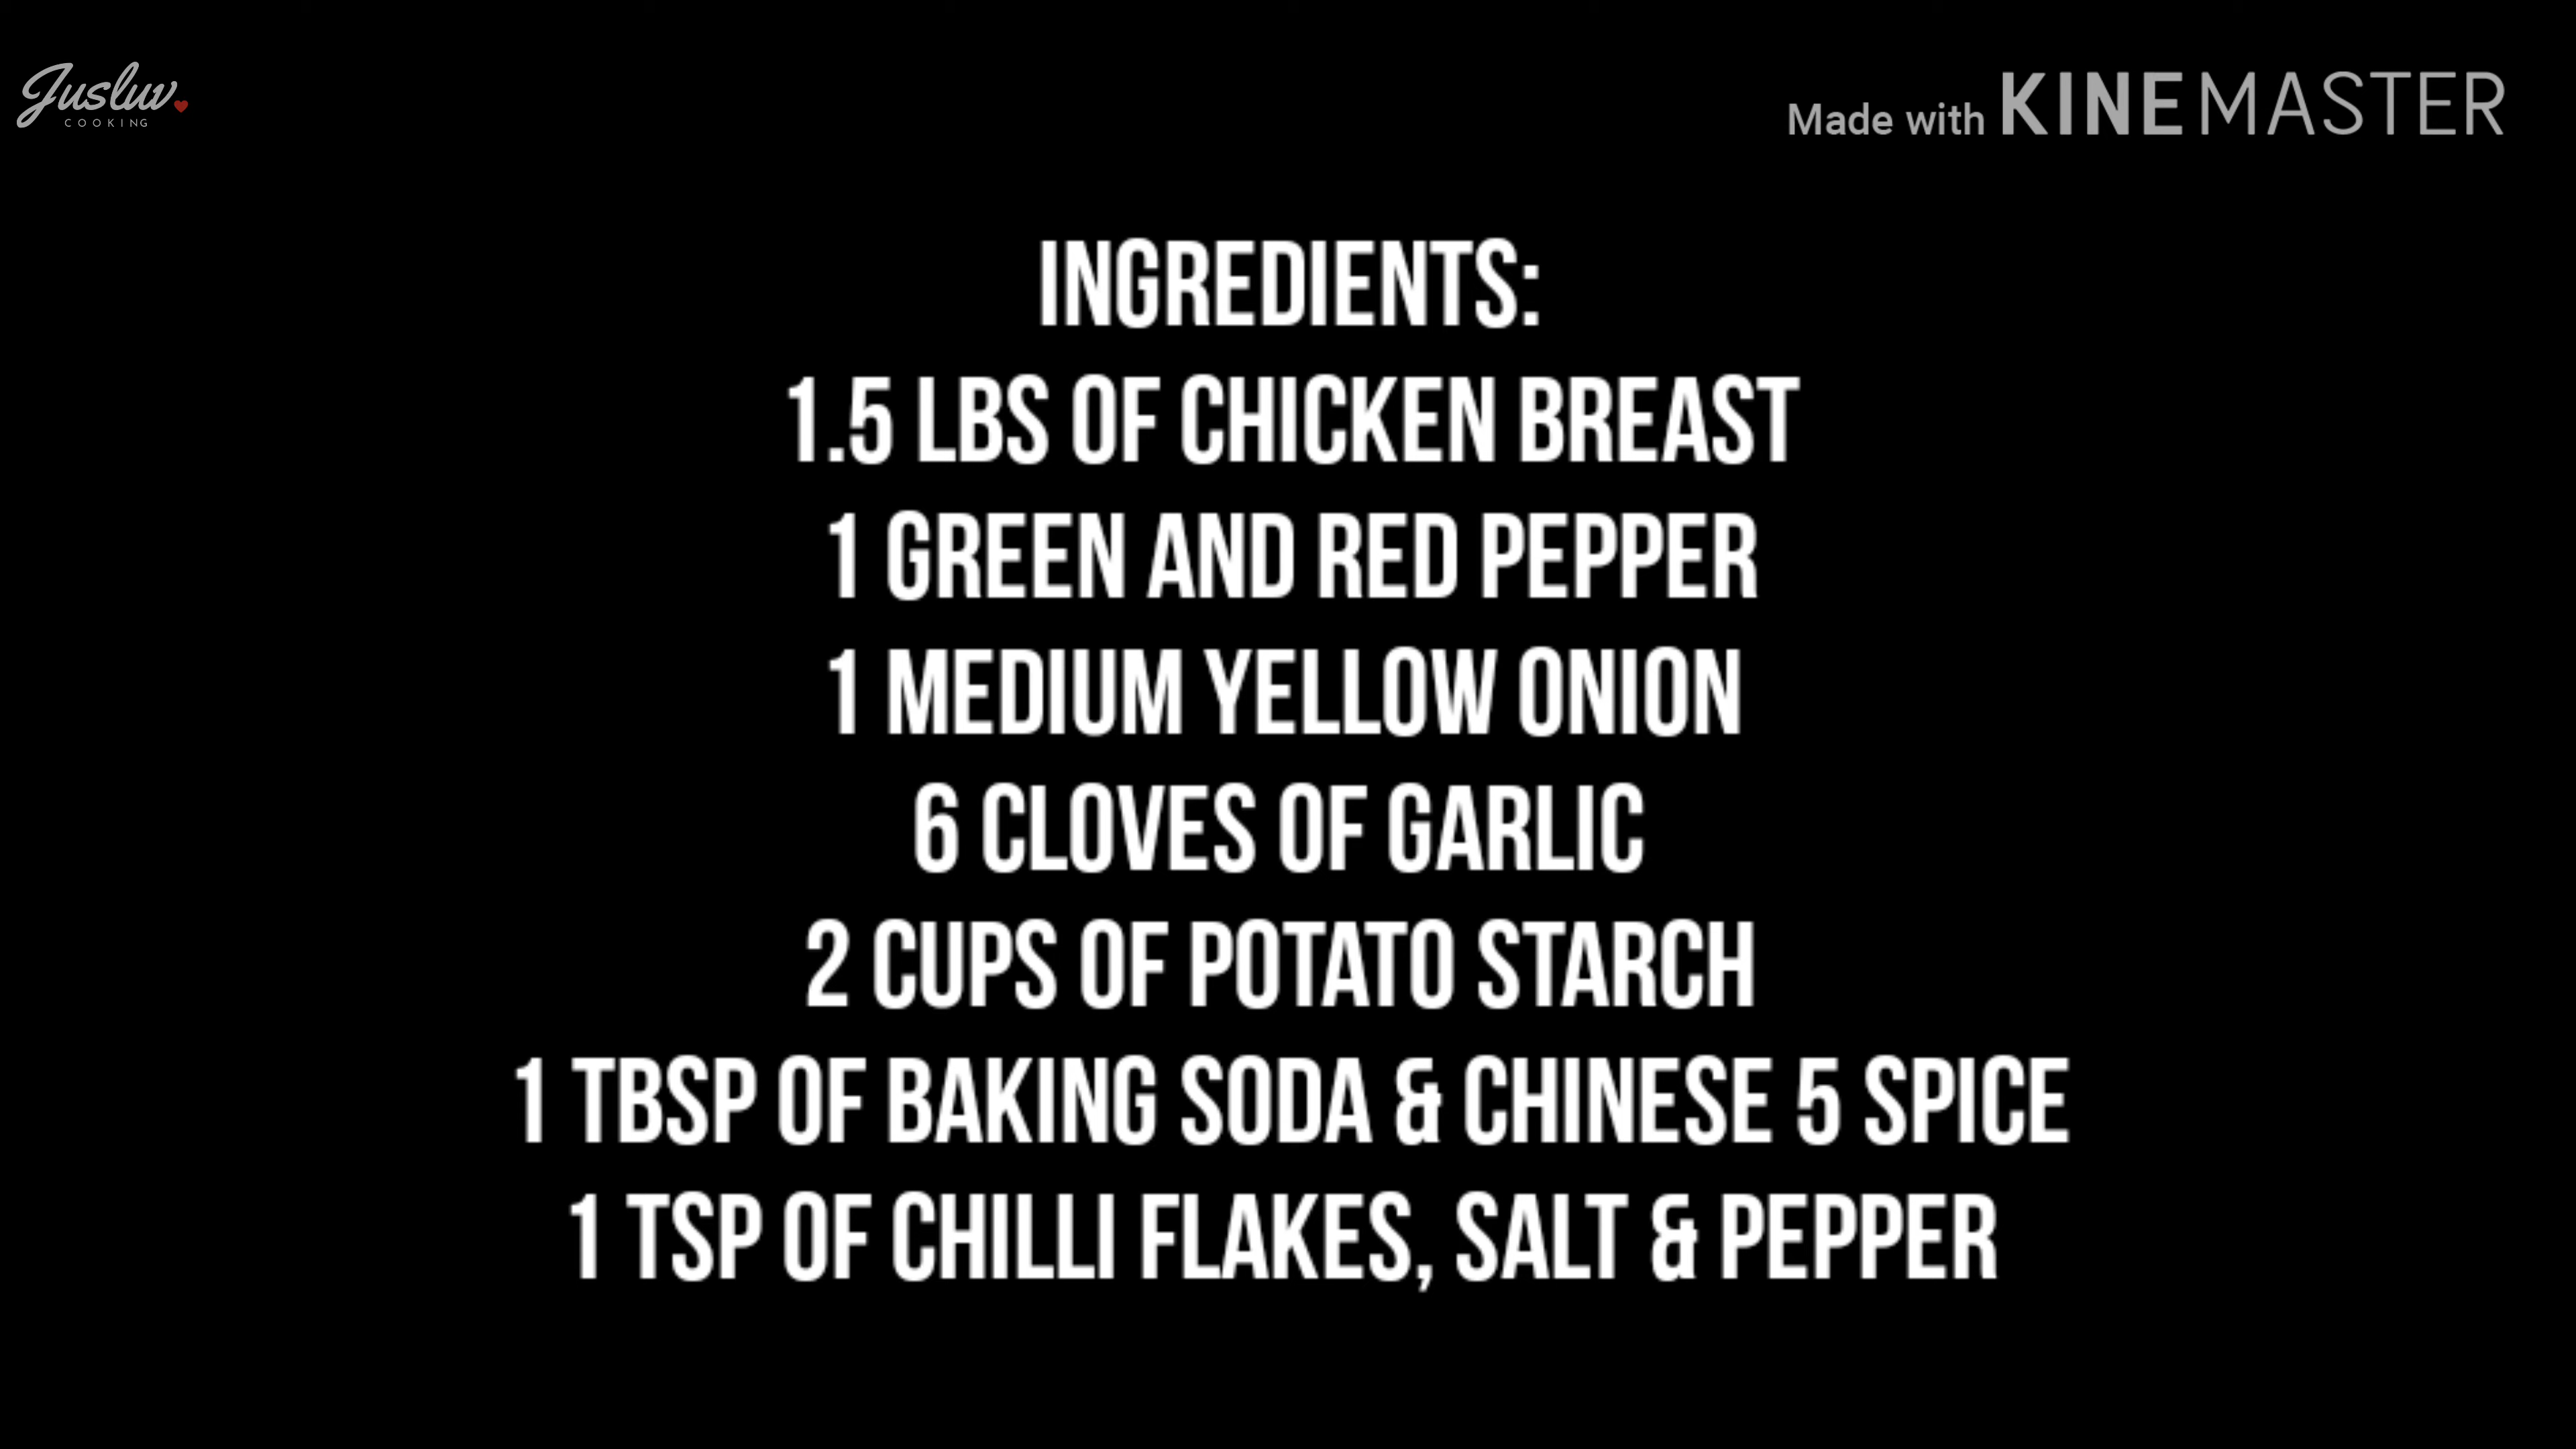 Jusluv
COOKING
Made with KINEMASTER
INGREDIENTS:
1.5 LBS OF CHICKEN BREAST
1 GREEN AND RED PEPPER
1 MEDIUM YELLOW ONION
6 CLOVES OF GARLIC
2 CUPS OF POTATO STARCH
1 TBSP OF BAKING SODA & CHINESE 5 SPICE
1 TSP OF CHILLI FLAKES, SALT & PEPPER